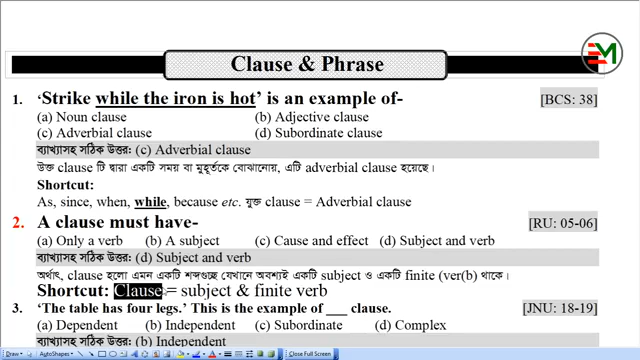 Clause & Phrase
EM
1. ‘Strike while the iron is hot’ is an example of- [BCS: 38]
(a) Noun clause (b) Adjective clause
(c) Adverbial clause (d) Subordinate clause
ব্যাখ্যাসহ সঠিক উত্তর: (c) Adverbial clause
উক্ত clause টি দ্বারা একটি সময় বা মুহূর্তকে বোঝানোয়, এটি adverbial clause হয়েছে।
Shortcut:
As, since, when, while, because etc. যুক্ত clause = Adverbial clause
2. A clause must have- [RU: 05-06]
(a) Only a verb (b) A subject (c) Cause and effect (d) Subject and verb
ব্যাখ্যাসহ সঠিক উত্তর: (d) Subject and verb
অর্থাৎ, clause হলো এমন একটি শব্দগুচ্ছ যেখানে অবশ্যই একটি subject ও একটি finite (ver(b) থাকে।
Shortcut: Clause = subject & finite verb
3. ‘The table has four legs.’ This is the example of ___ clause. [JNU: 18-19]
(a) Dependent (b) Independent (c) Subordinate (d) Complex
ব্যাখ্যাসহ সঠিক উত্তর: (b) Independent
Draw AutoShapes Close Full Screen